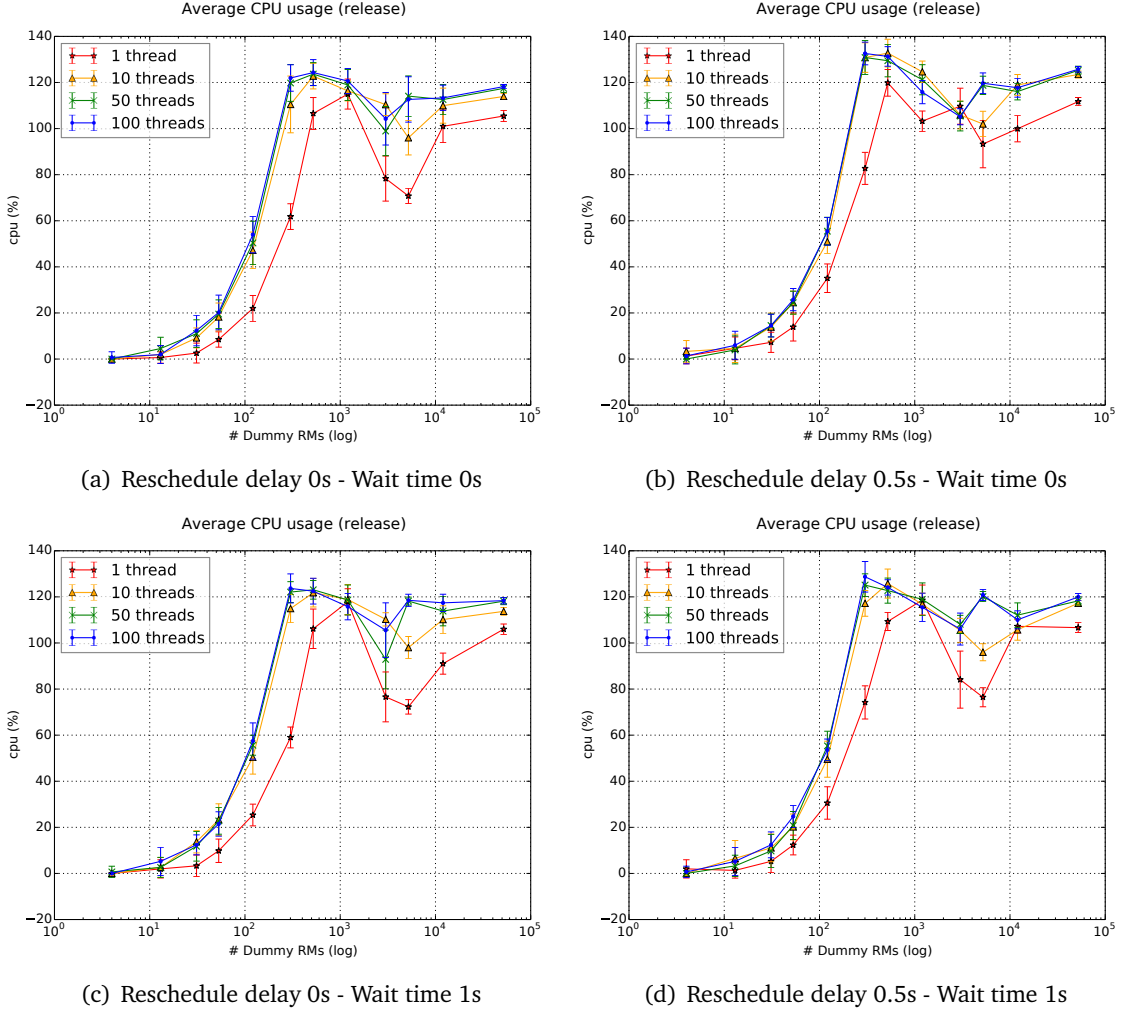 Average CPU usage (release)
140
120
100
80
60
40
20
0
−20
cpu (%)
1 thread
10 threads
50 threads
100 threads
10^0 10^1 10^2 10^3 10^4 10^5
# Dummy RMs (log)
(a) Reschedule delay 0s - Wait time 0s
Average CPU usage (release)
140
120
100
80
60
40
20
0
−20
cpu (%)
1 thread
10 threads
50 threads
100 threads
10^0 10^1 10^2 10^3 10^4 10^5
# Dummy RMs (log)
(b) Reschedule delay 0.5s - Wait time 0s
Average CPU usage (release)
140
120
100
80
60
40
20
0
−20
cpu (%)
1 thread
10 threads
50 threads
100 threads
10^0 10^1 10^2 10^3 10^4 10^5
# Dummy RMs (log)
(c) Reschedule delay 0s - Wait time 1s
Average CPU usage (release)
140
120
100
80
60
40
20
0
−20
cpu (%)
1 thread
10 threads
50 threads
100 threads
10^0 10^1 10^2 10^3 10^4 10^5
# Dummy RMs (log)
(d) Reschedule delay 0.5s - Wait time 1s